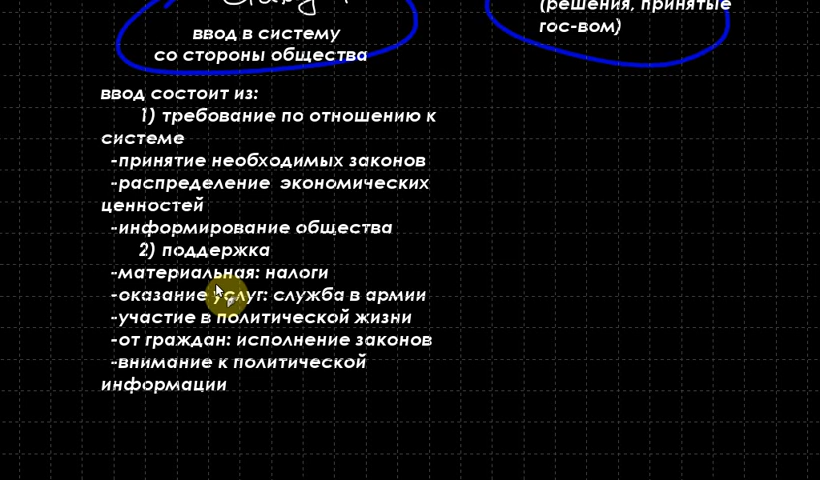 (решения, принятые
гос-вом)
ввод в систему
со стороны общества
ввод состоит из:
1) требование по отношению к
системе
-принятие необходимых законов
-распределение экономических
ценностей
-информирование общества
2) поддержка
-материальная: налоги
-оказание услуг: служба в армии
-участие в политической жизни
-от граждан: исполнение законов
-внимание к политической
информации